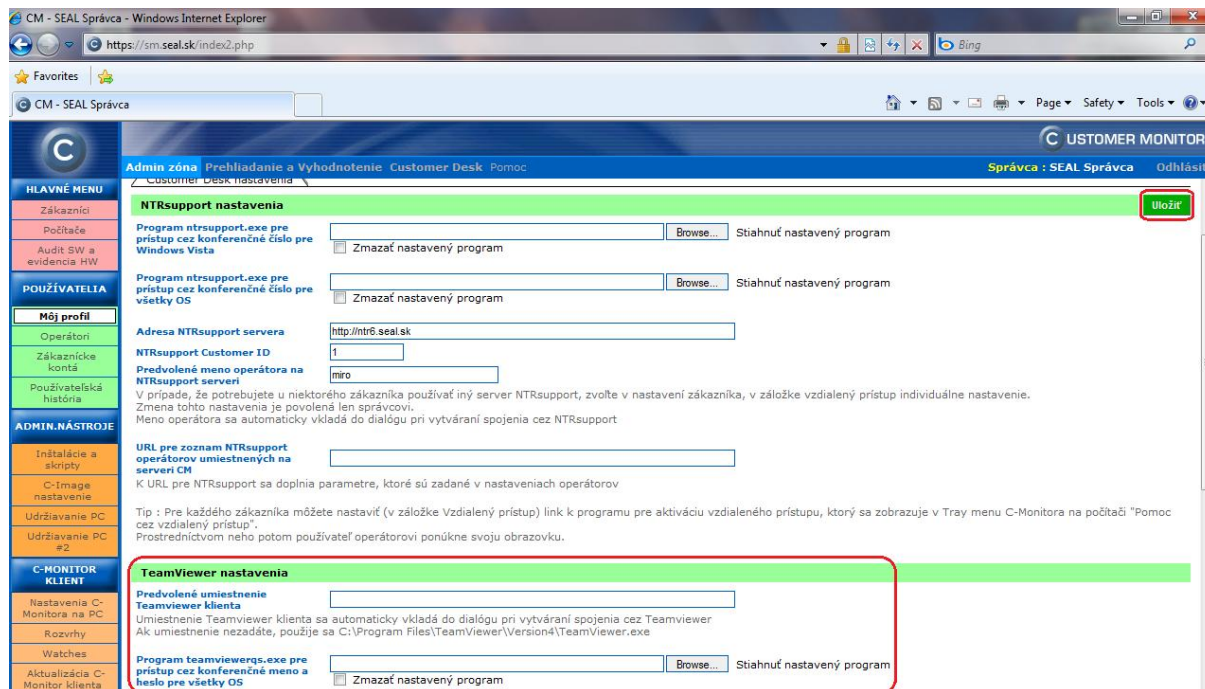 CM - SEAL Správca - Windows Internet Explorer
https://sm.seal.sk/index2.php
Bing
Favorites
CM - SEAL Správca
Page Safety Tools
C USTOMER MONITOR
Admin zóna Prehliadanie a Vyhodnotenie Customer Desk Pomoc
Správca : SEAL Správca Odhlásiť
HLAVNÉ MENU
Zákazníci
Počítače
Audit SW a
evidencia HW
POUŽÍVATELIA
Môj profil
Operátori
Zákaznícke
kontá
Používateľská
história
ADMIN.NÁSTROJE
Inštalácie a
skripty
C-Image
nastavenie
Udržiavanie PC
Udržiavanie PC
#2
C-MONITOR
KLIENT
Nastavenia C-
Monitora na PC
Rozvrhy
Watches
Aktualizácia C-
Monitor klienta
Customer Desk nastavenia
NTRsupport nastavenia
Uložiť
Program ntrsupport.exe pre
prístup cez konferenčné číslo pre
Windows Vista
Browse... Stiahnuť nastavený program
Zmazať nastavený program
Program ntrsupport.exe pre
prístup cez konferenčné číslo pre
všetky OS
Browse... Stiahnuť nastavený program
Zmazať nastavený program
Adresa NTRsupport servera http://ntr6.seal.sk
NTRsupport Customer ID 1
Predvolené meno operátora na
NTRsupport serveri
miro
V prípade, že potrebujete u niektorého zákazníka používať iný server NTRsupport, zvoľte v nastavení zákazníka, v záložke vzdialený prístup individuálne nastavenie.
Zmena tohto nastavenia je povolená len správcovi.
Meno operátora sa automaticky vkladá do dialógu pri vytváraní spojenia cez NTRsupport
URL pre zoznam NTRsupport
operátorov umiestnených na
serveri CM
K URL pre NTRsupport sa doplnia parametre, ktoré sú zadané v nastaveniach operátorov
Tip : Pre každého zákazníka môžete nastaviť (v záložke Vzdialený prístup) link k programu pre aktiváciu vzdialeného prístupu, ktorý sa zobrazuje v Tray menu C-Monitora na počítači "Pomoc
cez vzdialený prístup".
Prostredníctvom neho potom používateľ operátorovi ponúkne svoju obrazovku.
TeamViewer nastavenia
Predvolené umiestnenie
Teamviewer klienta
Umiestnenie Teamviewer klienta sa automaticky vkladá do dialógu pri vytváraní spojenia cez Teamviewer
Ak umiestnenie nezadáte, použije sa C:\Program Files\TeamViewer\Version4\TeamViewer.exe
Program teamviewerqs.exe pre
prístup cez konferenčné meno a
heslo pre všetky OS
Browse... Stiahnuť nastavený program
Zmazať nastavený program